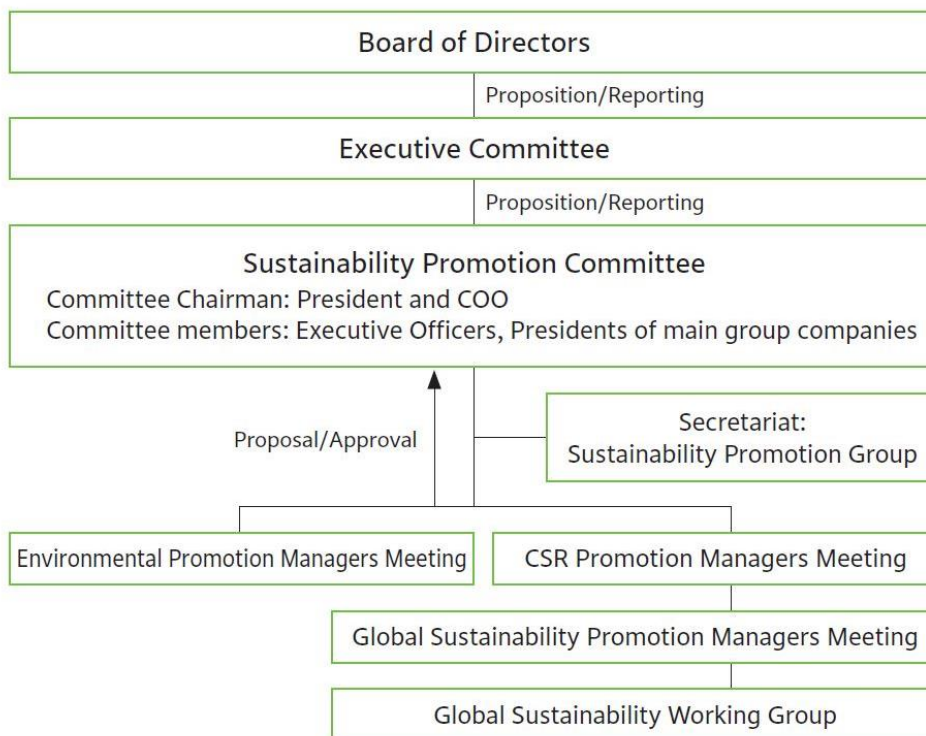 Board of Directors
Proposition/Reporting
Executive Committee
Proposition/Reporting
Sustainability Promotion Committee
Committee Chairman: President and COO
Committee members: Executive Officers, Presidents of main group companies
Proposal/Approval
Secretariat:
Sustainability Promotion Group
Environmental Promotion Managers Meeting
CSR Promotion Managers Meeting
Global Sustainability Promotion Managers Meeting
Global Sustainability Working Group